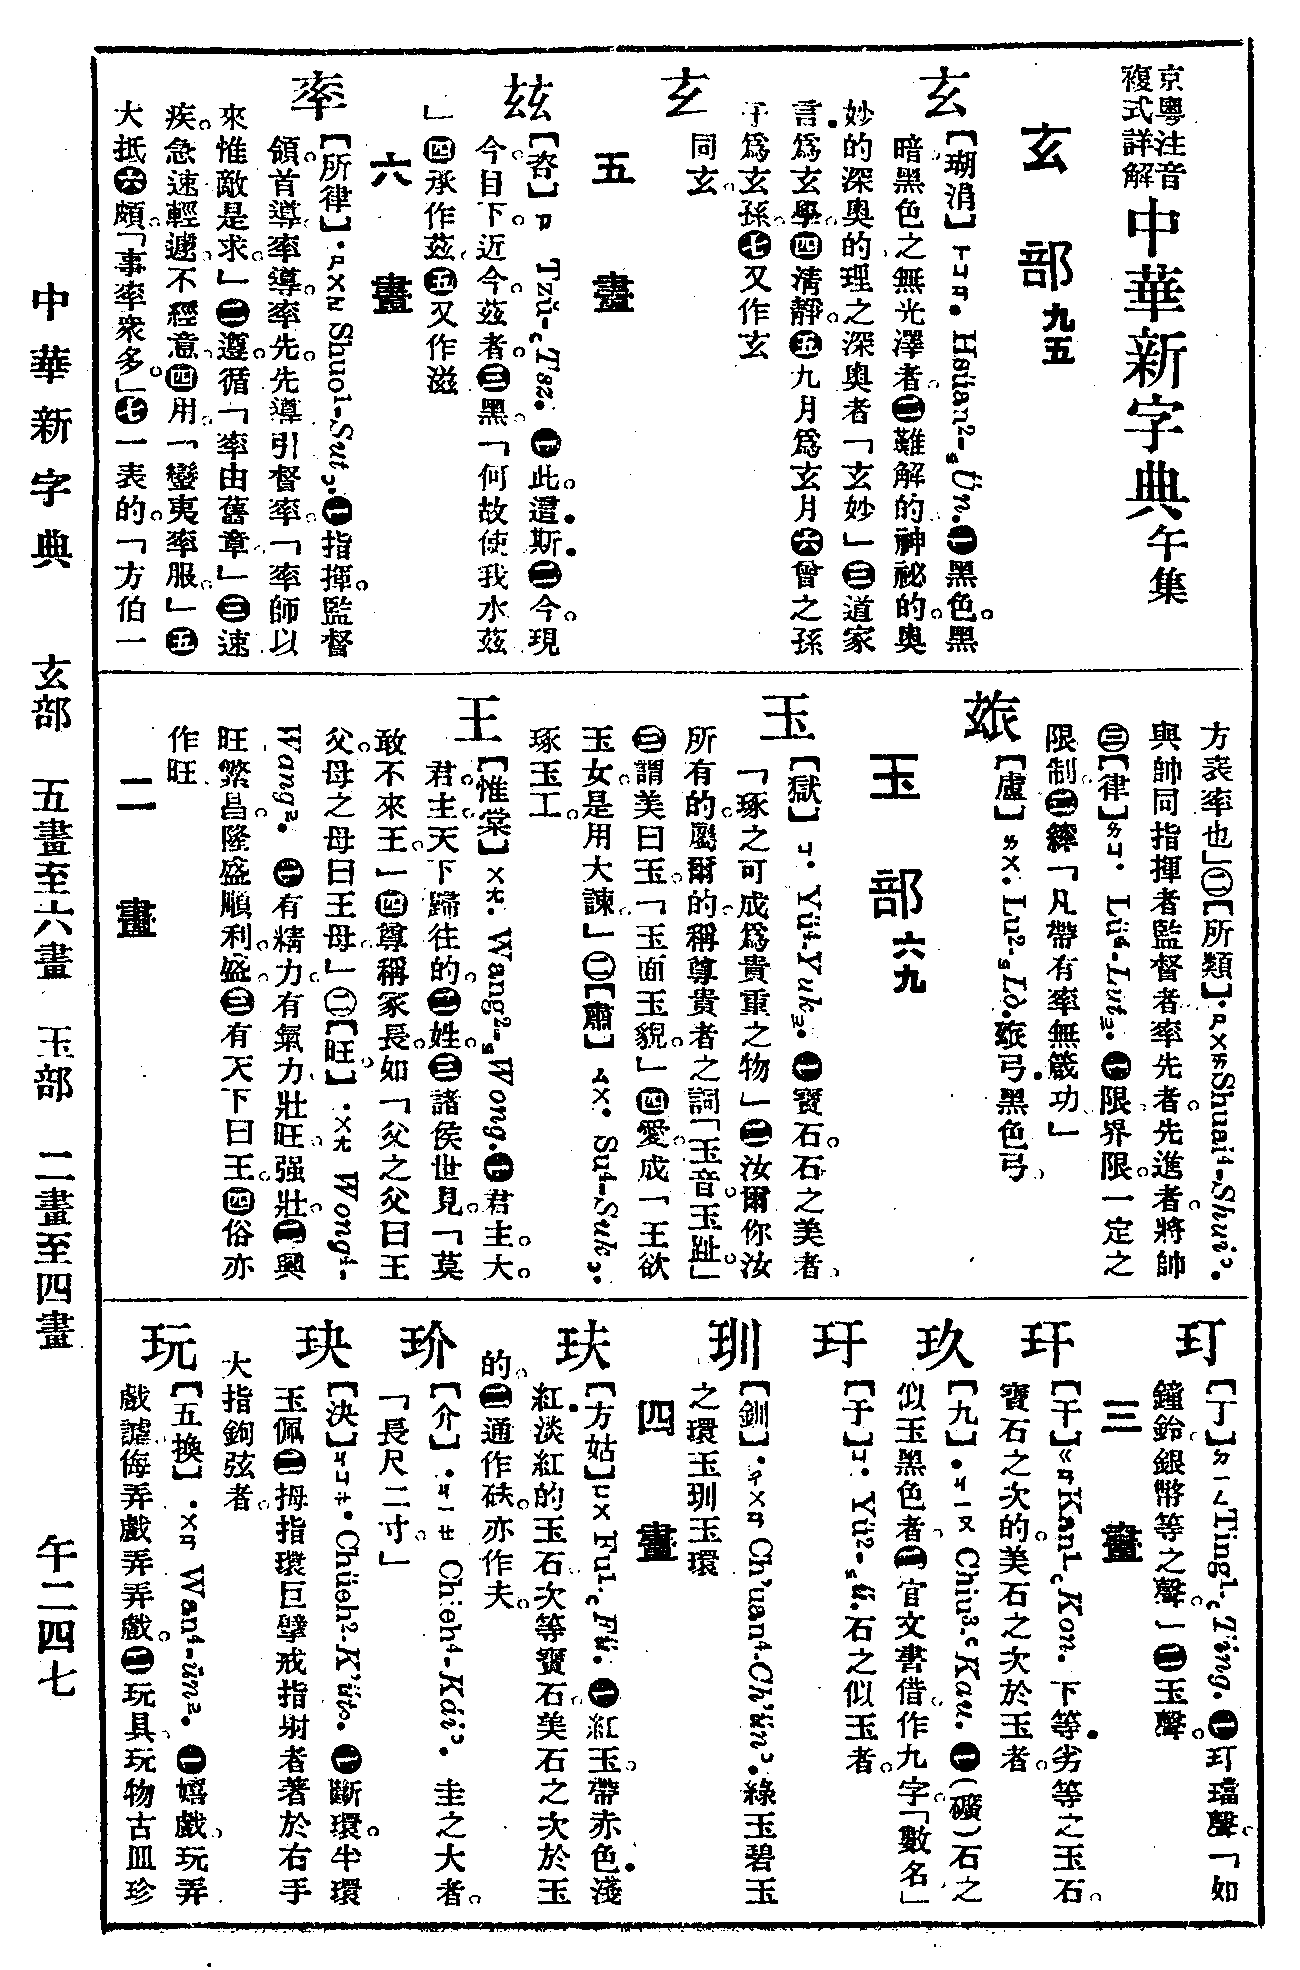 京粵注音
複式詳解
中華新字典午集
玄部九五
玄
【瑚涓】ㄒㄩㄢ. Hsüan²-₅Ün.㊀黑色。黑
暗黑色之無光澤者。㊁難解的神祕的。奧
妙的深奧的理之深奧者「玄妙」㊂道家
言爲玄學。㊃清靜。㊄九月爲玄月㊅曾之孫
子爲玄孫。㊆又作玄
玄
同玄。
五畫
玆
【咨】ㄗ Tzŭ-꜀Tsz.㊀此。這斯㊁今。現
今。目下。近今。玆者。㊂黑。「何故使我水玆
」㊃承作茲。㊄又作滋
六畫
率
【所律】·ㄕㄨㄞ Shuo¹-Sut꜆.㊀指揮。監督
領。首導。率導。率先。先導引督率。「率師以
來惟敵是求」㊁遵。循「率由舊章」㊂速
疾。急速輕遽。不經意。㊃用。「蠻夷率服。」㊄
大抵㊅頗。「事率衆多。」㊆一表的。「方伯一
方表率也」㈡【所類】·ㄕㄨㄞ Shuai⁴-Shui꜄.
與帥同指揮者監督者率先者。先進者。將帥
㈢【律】ㄌㄩ. Lü⁴-Lut₂.㊀限。界限。一定之
限制。㊁繂「凡帶有率無箴功」
玈
【盧】ㄌㄨ. Lu²-₅Lò.玈弓。黑色弓。
玉部六九
玉
【獄】ㄩ. Yü⁴-Yuk₂.㊀寶石。石之美者。
「琢之可成爲貴重之物」㊁汝爾你汝
所有的。屬爾的。稱尊貴者之詞「玉音。玉趾」
㊂謂美曰玉。「玉面玉貌。」㊃愛。成「王欲
玉女。是用大諫。」㈡【肅】ㄙㄨ. Su⁴-Suk꜆.
琢玉工。
王
【惟棠】ㄨㄤ. Wang²-₅Wong.㊀君主。大
君。主。天下歸往的。㊁姓。㊂諸侯世見。「莫
敢不來王。」㊃尊稱家長。如「父之父曰王
父。母之母曰王母。」㈡【旺】·ㄨㄤ Wong⁴-
Wang².㊀有精力。有氣力。壯旺。强壯。㊁興
旺。繁昌。隆盛。順利。盛。㊂有天下曰王。㊃俗亦
作旺
二畫
玎
【丁】ㄉㄧㄥ Ting¹-꜀Ting.㊀玎璫聲。「如
鐘鈴。銀幣等之聲。」㊁玉聲。
三畫
玕
【干】ㄍㄢ Kan¹-꜀Kon.下等劣等之玉石。
寶石之次的。美石之次於玉者。
玖
【九】·ㄐㄧㄡ Chiu³-꜂Kau.㊀(礦)石之
似玉黑色者。㊁官文書借作九字。「數名」
玗
【于】ㄩ. Yü²-₅Ü.石之似玉者。
玔
【釧】·ㄔㄨㄢ Ch'uan⁴-Ch'ün꜄.綠玉碧玉
之環玉玔玉環
四畫
玞
【方姑】ㄈㄨ Fu¹-꜀Fú.㊀紅玉。帶赤色淺
紅淡紅的玉石。次等寶石。美石之次於玉
的。㊁通作砆。亦作夫。
玠
【介】·ㄐㄧㄝ Chieh⁴-Kái꜄.圭之大者。
「長尺二寸。」
玦
【決】ㄐㄩㄝ. Chüeh²-K'üt꜆.㊀斷環。半環
玉佩。㊁拇指環巨擘戒指射者著於右手
大指鉤弦者。
玩
【五換】·ㄨㄢ Wan⁴-ün².㊀嬉戲。玩弄
戲謔。侮弄戲弄弄戲。㊁玩具。玩物古皿珍
中華新字典　玄部　五畫至六畫　玉部　二畫至四畫　午二四七